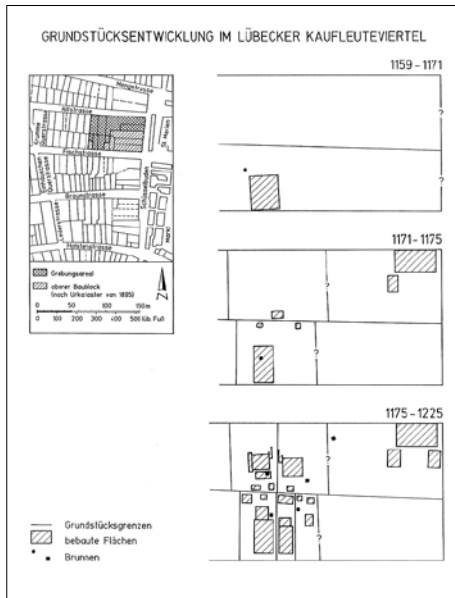 GRUNDSTÜCKSENTWICKLUNG IM LÜBECKER KAUFLEUTEVIERTEL
1159-1171
Mengstrasse
Alfstrasse
Fischstrasse
Braunstrasse
Holstenstrasse
Schüsselbuden
St. Marien
Markt
N
Grabungsareal
oberer Baublock
(nach Urkataster von 1885)
0 50 100 150m
0 100 200 300 400 500 lüb. Fuß
?
?
1171-1175
?
?
1175-1225
?
?
Grundstücksgrenzen
bebaute Flächen
Brunnen